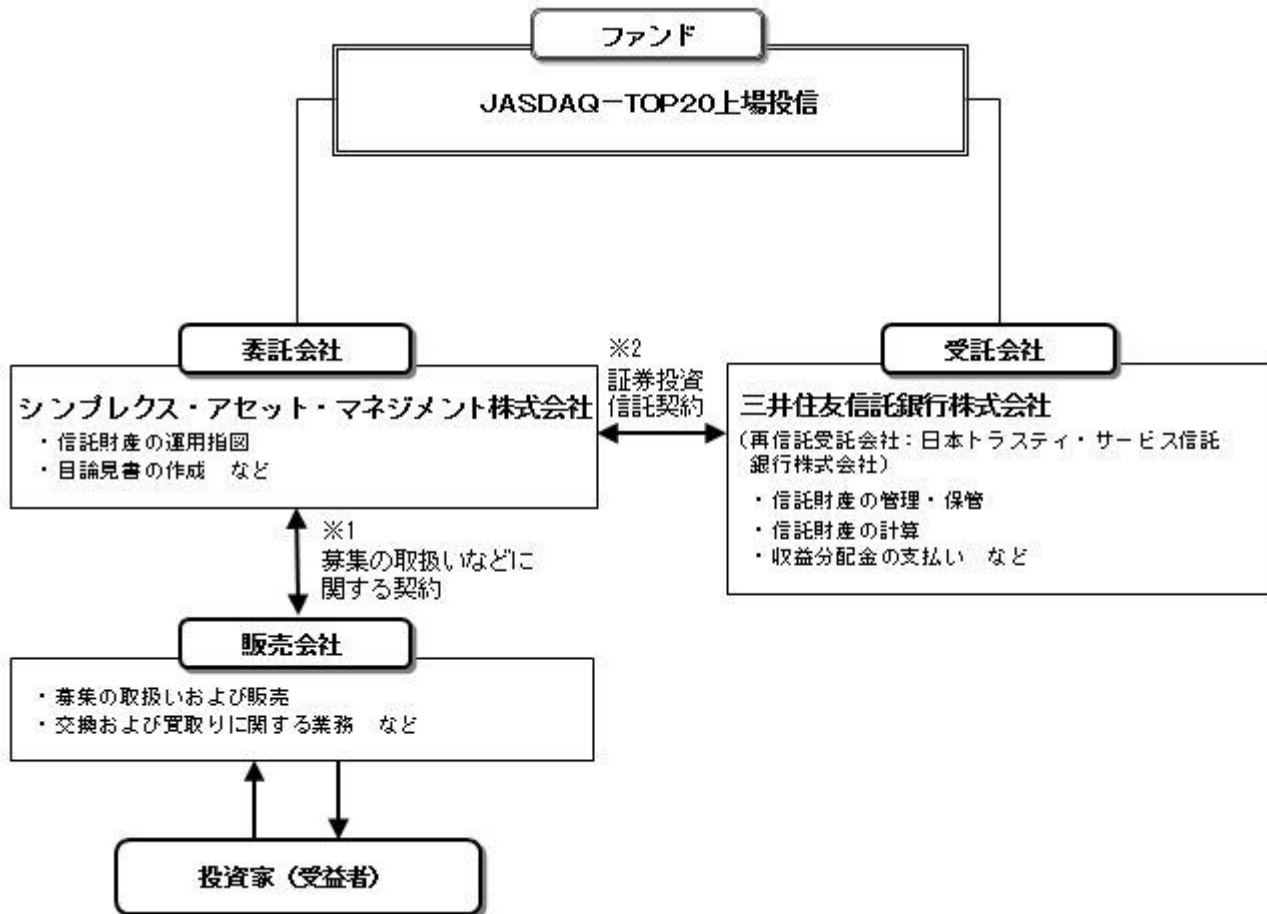 ファンド
JASDAQ－TOP20上場投信
委託会社
シンプレクス・アセット・マネジメント株式会社
・信託財産の運用指図
・目論見書の作成　など
※2
証券投資
信託契約
受託会社
三井住友信託銀行株式会社
（再信託受託会社：日本トラスティ・サービス信託
銀行株式会社）
・信託財産の管理・保管
・信託財産の計算
・収益分配金の支払い　など
※1
募集の取扱いなどに
関する契約
販売会社
・募集の取扱いおよび販売
・交換および買取りに関する業務　など
投資家（受益者）